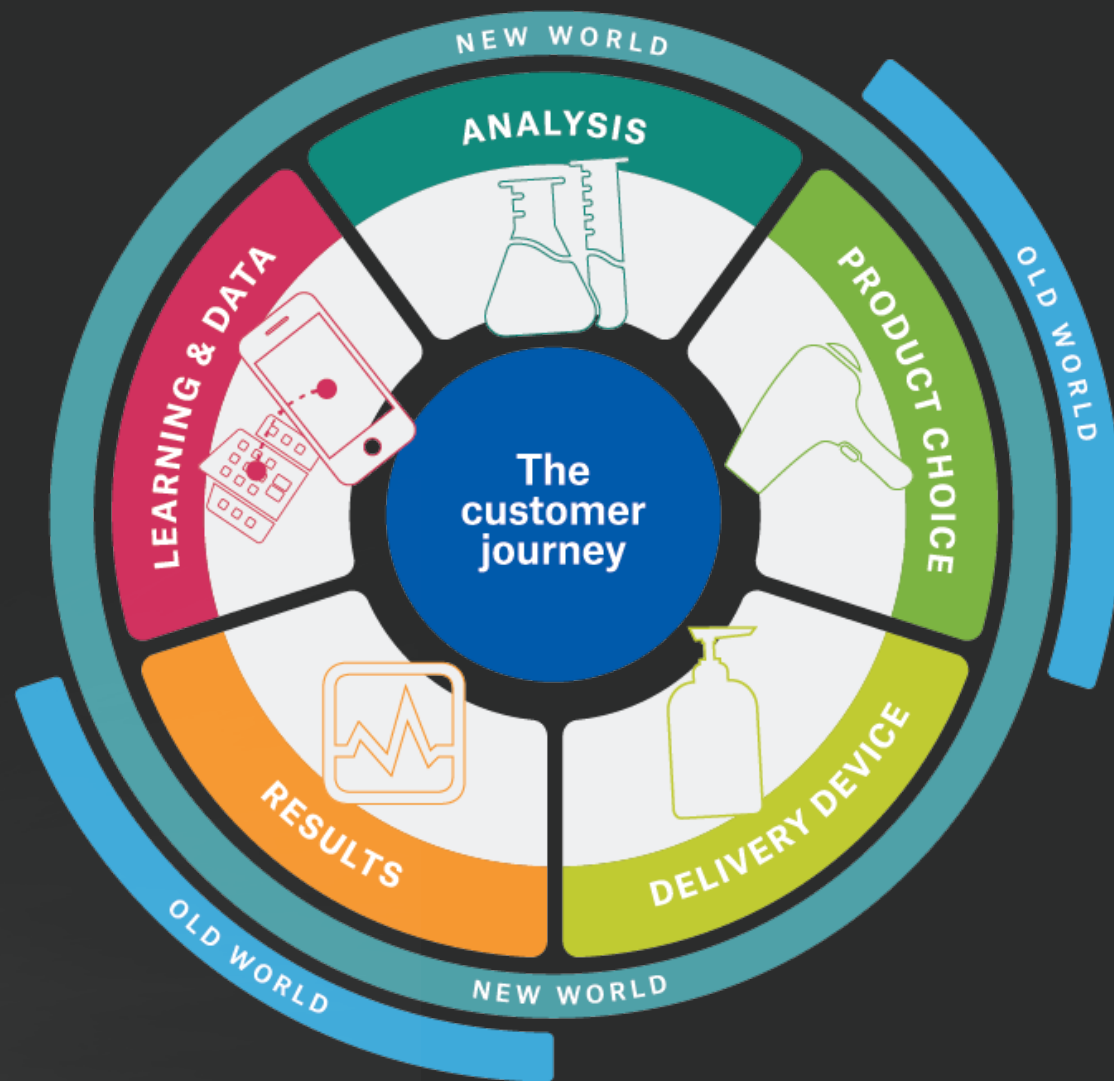 NEW WORLD
ANALYSIS
OLD WORLD
PRODUCT CHOICE
LEARNING & DATA
The
customer
journey
DELIVERY DEVICE
RESULTS
OLD WORLD
NEW WORLD